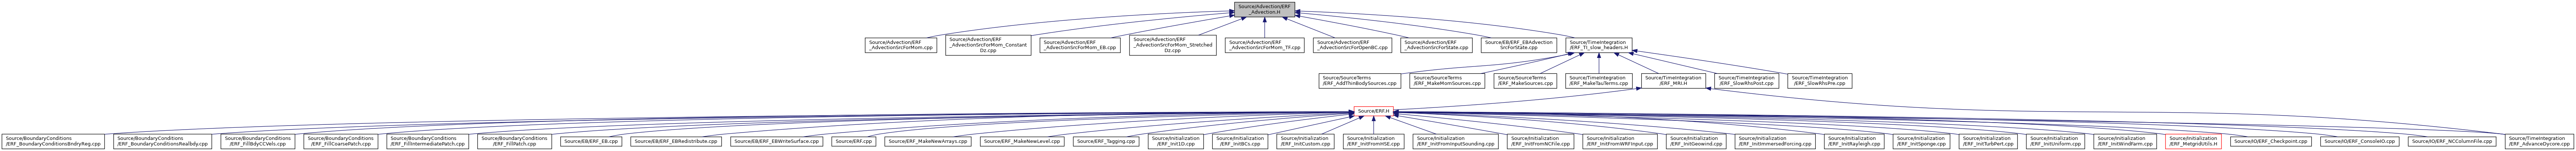 Source/Advection/ERF
_Advection.H
Source/Advection/ERF
_AdvectionSrcForMom.cpp
Source/Advection/ERF
_AdvectionSrcForMom_Constant
Dz.cpp
Source/Advection/ERF
_AdvectionSrcForMom_EB.cpp
Source/Advection/ERF
_AdvectionSrcForMom_Stretched
Dz.cpp
Source/Advection/ERF
_AdvectionSrcForMom_TF.cpp
Source/Advection/ERF
_AdvectionSrcForOpenBC.cpp
Source/Advection/ERF
_AdvectionSrcForState.cpp
Source/EB/ERF_EBAdvection
SrcForState.cpp
Source/TimeIntegration
/ERF_TI_slow_headers.H
Source/SourceTerms
/ERF_AddThinBodySources.cpp
Source/SourceTerms
/ERF_MakeMomSources.cpp
Source/SourceTerms
/ERF_MakeSources.cpp
Source/TimeIntegration
/ERF_MakeTauTerms.cpp
Source/TimeIntegration
/ERF_MRI.H
Source/TimeIntegration
/ERF_SlowRhsPost.cpp
Source/TimeIntegration
/ERF_SlowRhsPre.cpp
Source/ERF.H
Source/BoundaryConditions
/ERF_BoundaryConditionsBndryReg.cpp
Source/BoundaryConditions
/ERF_BoundaryConditionsRealbdy.cpp
Source/BoundaryConditions
/ERF_FillBdyCCVels.cpp
Source/BoundaryConditions
/ERF_FillCoarsePatch.cpp
Source/BoundaryConditions
/ERF_FillIntermediatePatch.cpp
Source/BoundaryConditions
/ERF_FillPatch.cpp
Source/EB/ERF_EB.cpp
Source/EB/ERF_EBRedistribute.cpp
Source/EB/ERF_EBWriteSurface.cpp
Source/ERF.cpp
Source/ERF_MakeNewArrays.cpp
Source/ERF_MakeNewLevel.cpp
Source/ERF_Tagging.cpp
Source/Initialization
/ERF_Init1D.cpp
Source/Initialization
/ERF_InitBCs.cpp
Source/Initialization
/ERF_InitCustom.cpp
Source/Initialization
/ERF_InitFromHSE.cpp
Source/Initialization
/ERF_InitFromInputSounding.cpp
Source/Initialization
/ERF_InitFromNCFile.cpp
Source/Initialization
/ERF_InitFromWRFInput.cpp
Source/Initialization
/ERF_InitGeowind.cpp
Source/Initialization
/ERF_InitImmersedForcing.cpp
Source/Initialization
/ERF_InitRayleigh.cpp
Source/Initialization
/ERF_InitSponge.cpp
Source/Initialization
/ERF_InitTurbPert.cpp
Source/Initialization
/ERF_InitUniform.cpp
Source/Initialization
/ERF_InitWindFarm.cpp
Source/Initialization
/ERF_MetgridUtils.H
Source/IO/ERF_Checkpoint.cpp
Source/IO/ERF_ConsoleIO.cpp
Source/IO/ERF_NCColumnFile.cpp
Source/TimeIntegration
/ERF_AdvanceDycore.cpp